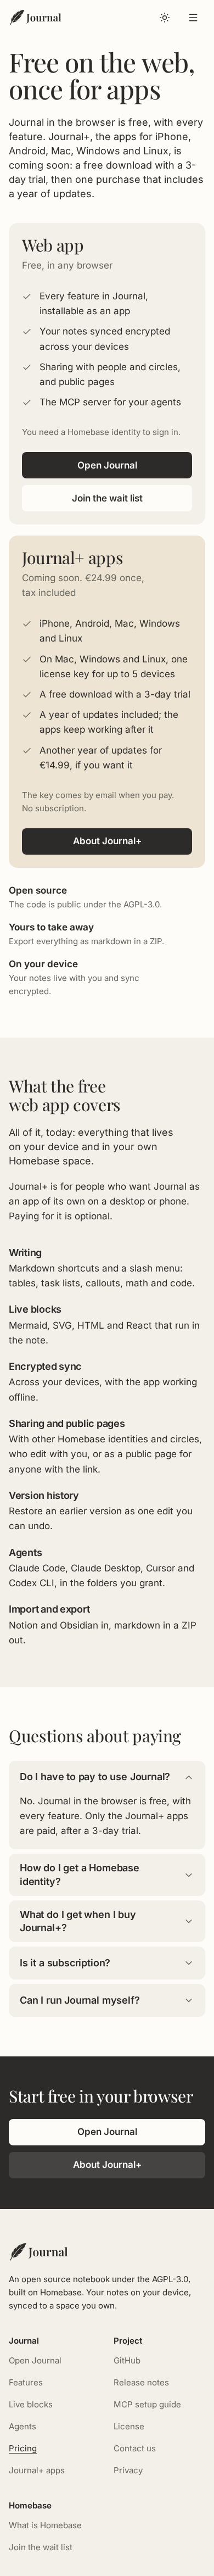 Journal
Free on the web,
once for apps
Journal in the browser is free, with every
feature. Journal+, the apps for iPhone,
Android, Mac, Windows and Linux, is
coming soon: a free download with a 3-
day trial, then one purchase that includes
a year of updates.
Web app
Free, in any browser
Every feature in Journal,
installable as an app
Your notes synced encrypted
across your devices
Sharing with people and circles,
and public pages
The MCP server for your agents
You need a Homebase identity to sign in.
Open Journal
Join the wait list
Journal+ apps
Coming soon. €24.99 once,
tax included
iPhone, Android, Mac, Windows
and Linux
On Mac, Windows and Linux, one
license key for up to 5 devices
A free download with a 3-day trial
A year of updates included; the
apps keep working after it
Another year of updates for
€14.99, if you want it
The key comes by email when you pay.
No subscription.
About Journal+
Open source
The code is public under the AGPL-3.0.
Yours to take away
Export everything as markdown in a ZIP.
On your device
Your notes live with you and sync
encrypted.
What the free
web app covers
All of it, today: everything that lives
on your device and in your own
Homebase space.
Journal+ is for people who want Journal as
an app of its own on a desktop or phone.
Paying for it is optional.
Writing
Markdown shortcuts and a slash menu:
tables, task lists, callouts, math and code.
Live blocks
Mermaid, SVG, HTML and React that run in
the note.
Encrypted sync
Across your devices, with the app working
offline.
Sharing and public pages
With other Homebase identities and circles,
who edit with you, or as a public page for
anyone with the link.
Version history
Restore an earlier version as one edit you
can undo.
Agents
Claude Code, Claude Desktop, Cursor and
Codex CLI, in the folders you grant.
Import and export
Notion and Obsidian in, markdown in a ZIP
out.
Questions about paying
Do I have to pay to use Journal?
No. Journal in the browser is free, with
every feature. Only the Journal+ apps
are paid, after a 3-day trial.
How do I get a Homebase
identity?
What do I get when I buy
Journal+?
Is it a subscription?
Can I run Journal myself?
Start free in your browser
Open Journal
About Journal+
Journal
An open source notebook under the AGPL-3.0,
built on Homebase. Your notes on your device,
synced to a space you own.
Journal
Open Journal
Features
Live blocks
Agents
Pricing
Journal+ apps
Project
GitHub
Release notes
MCP setup guide
License
Contact us
Privacy
Homebase
What is Homebase
Join the wait list